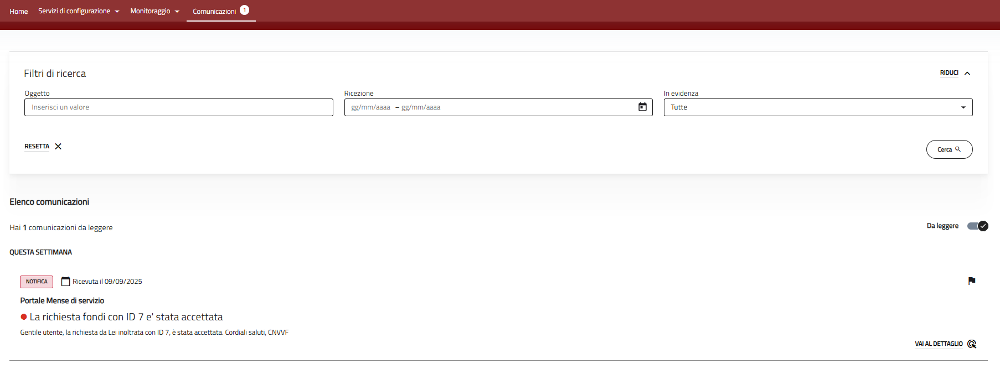 Home Servizi di configurazione Monitoraggio Comunicazioni 1
Filtri di ricerca
RIDUCI
Oggetto Ricezione In evidenza
Inserisci un valore gg/mm/aaaa – gg/mm/aaaa Tutte
RESETTA
Cerca
Elenco comunicazioni
Hai 1 comunicazioni da leggere
Da leggere
QUESTA SETTIMANA
NOTIFICA Ricevuta il 09/09/2025
Portale Mense di servizio
La richiesta fondi con ID 7 e' stata accettata
Gentile utente, la richiesta da Lei inoltrata con ID 7, è stata accettata. Cordiali saluti, CNVVF
VAI AL DETTAGLIO